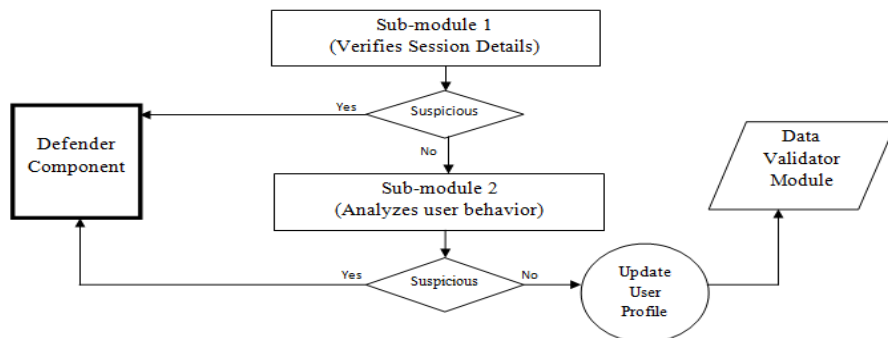 Sub-module 1
(Verifies Session Details)
Yes
Suspicious
Defender
Component
No
Data
Validator
Module
Sub-module 2
(Analyzes user behavior)
Yes
Suspicious
No
Update
User
Profile